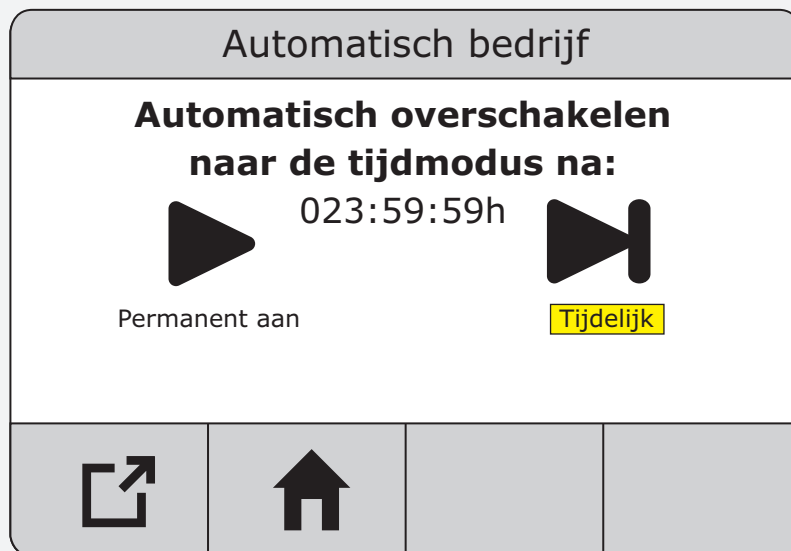 Automatisch bedrijf
Automatisch overschakelen
naar de tijdmodus na:
023:59:59h
Permanent aan
Tijdelijk